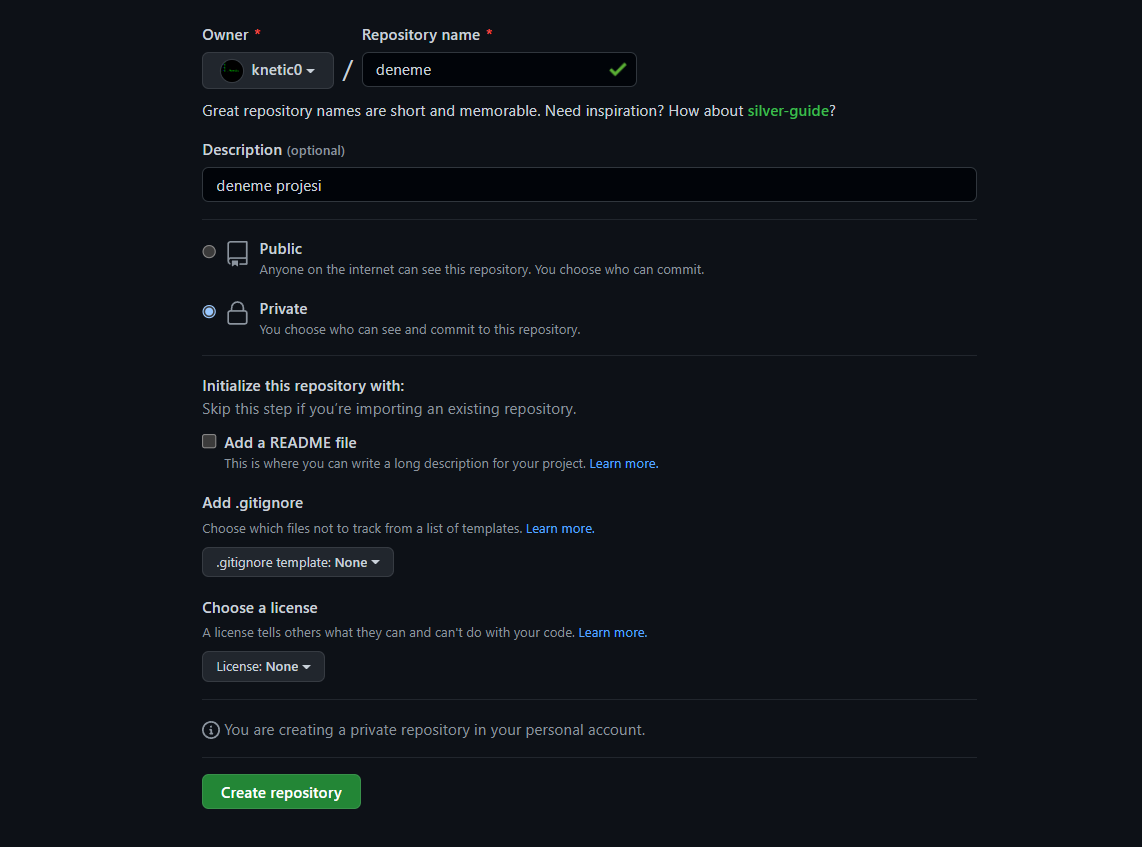 Owner * Repository name *
knetic0 / deneme
Great repository names are short and memorable. Need inspiration? How about silver-guide?
Description (optional)
deneme projesi
Public
Anyone on the internet can see this repository. You choose who can commit.
Private
You choose who can see and commit to this repository.
Initialize this repository with:
Skip this step if you’re importing an existing repository.
Add a README file
This is where you can write a long description for your project. Learn more.
Add .gitignore
Choose which files not to track from a list of templates. Learn more.
.gitignore template: None
Choose a license
A license tells others what they can and can't do with your code. Learn more.
License: None
You are creating a private repository in your personal account.
Create repository